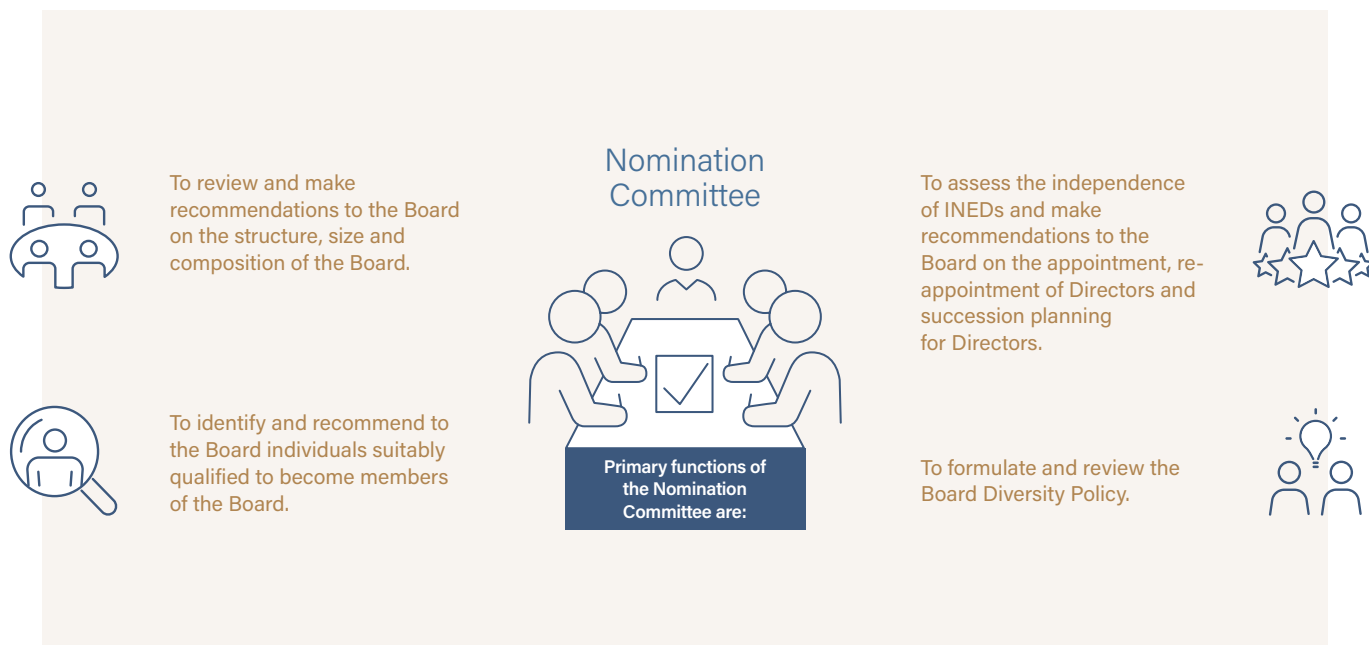 Nomination
Committee
To review and make
recommendations to the Board
on the structure, size and
composition of the Board.
To identify and recommend to
the Board individuals suitably
qualified to become members
of the Board.
Primary functions of
the Nomination
Committee are:
To assess the independence
of INEDs and make
recommendations to the
Board on the appointment, re-
appointment of Directors and
succession planning
for Directors.
To formulate and review the
Board Diversity Policy.